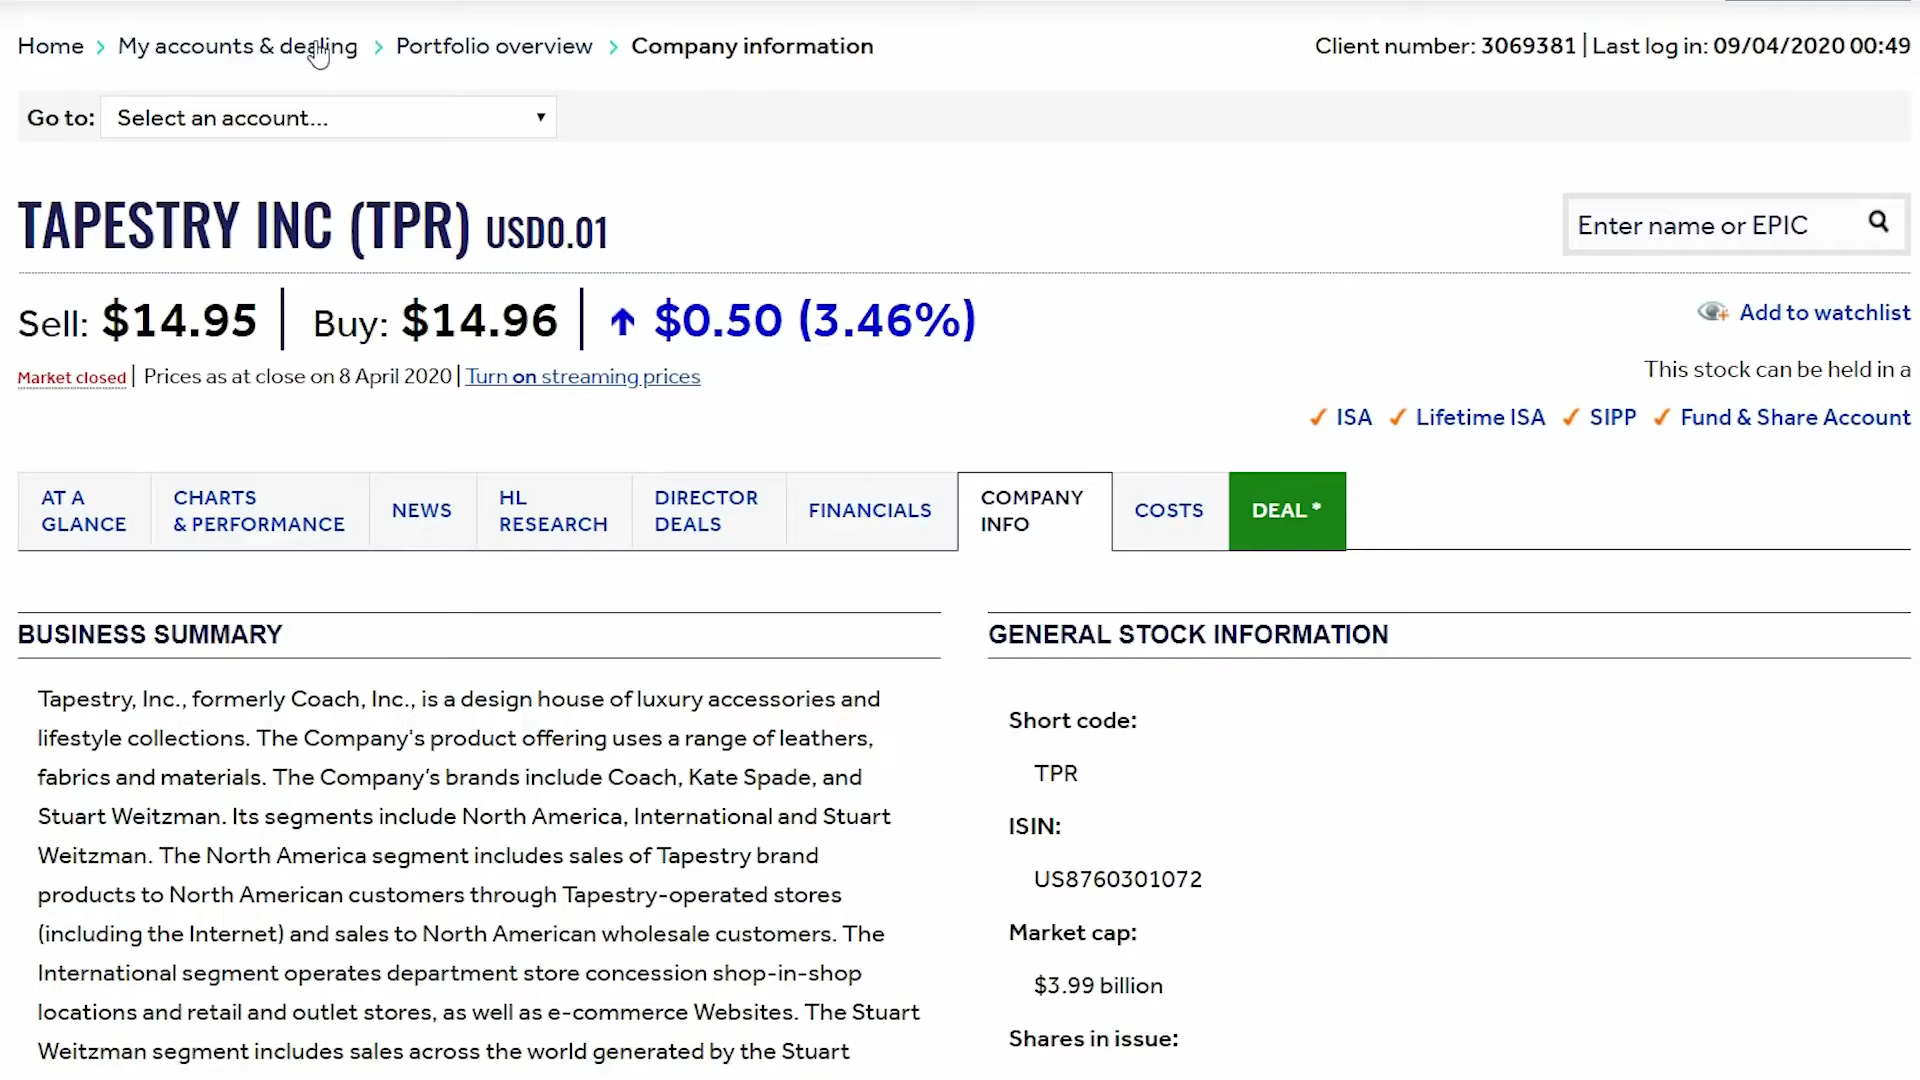 Home > My accounts & dealing > Portfolio overview > Company information
Client number: 3069381 | Last log in: 09/04/2020 00:49
Go to: Select an account...
TAPESTRY INC (TPR) USD0.01
Enter name or EPIC
Sell: $14.95 | Buy: $14.96 | $0.50 (3.46%)
Add to watchlist
Market closed | Prices as at close on 8 April 2020 | Turn on streaming prices
This stock can be held in a
✓ ISA ✓ Lifetime ISA ✓ SIPP ✓ Fund & Share Account
AT A GLANCE
CHARTS & PERFORMANCE
NEWS
HL RESEARCH
DIRECTOR DEALS
FINANCIALS
COMPANY INFO
COSTS
DEAL *
BUSINESS SUMMARY
Tapestry, Inc., formerly Coach, Inc., is a design house of luxury accessories and
lifestyle collections. The Company's product offering uses a range of leathers,
fabrics and materials. The Company's brands include Coach, Kate Spade, and
Stuart Weitzman. Its segments include North America, International and Stuart
Weitzman. The North America segment includes sales of Tapestry brand
products to North American customers through Tapestry-operated stores
(including the Internet) and sales to North American wholesale customers. The
International segment operates department store concession shop-in-shop
locations and retail and outlet stores, as well as e-commerce Websites. The Stuart
Weitzman segment includes sales across the world generated by the Stuart
GENERAL STOCK INFORMATION
Short code:
TPR
ISIN:
US8760301072
Market cap:
$3.99 billion
Shares in issue: